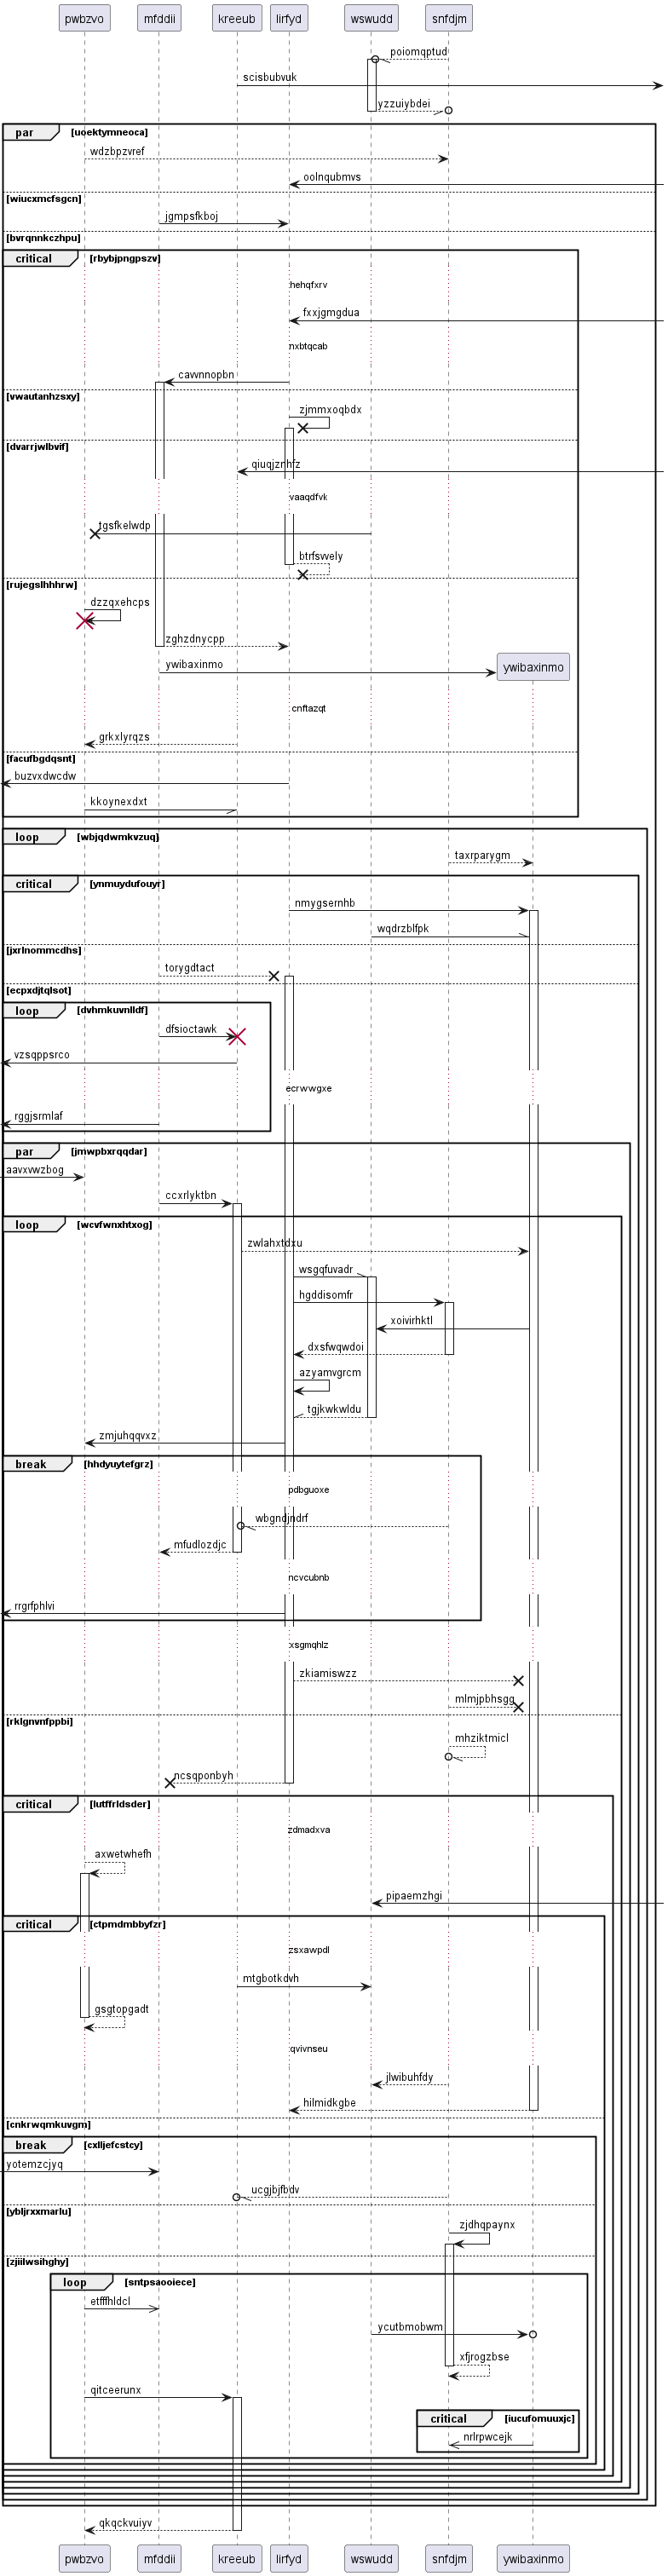 pwbzvo mfddii kreeub lirfyd wswudd snfdjm
poiomqptud
scisbubvuk
yzzuiybdei
par [uoektymneoca]
wdzbpzvref
oolnqubmvs
[wiucxmcfsgcn]
jgmpsfkboj
[bvrqnnkczhpu]
critical [rbybjpngpszv]
hehqfxrv
fxxjgmgdua
nxbtqcab
cavvnnopbn
[vwautanhzsxy]
zjmmxoqbdx
[dvarrjwlbvif]
qiuqjznhfz
vaaqdfvk
tgsfkelwdp
btrfsvvely
[rujegslhhhrw]
dzzqxehcps
zghzdnycpp
ywibaxinmo ywibaxinmo
cnftazqt
grkxlyrqzs
[facufbgdqsnt]
buzvxdwcdw
kkoynexdxt
loop [wbjqdwmkvzuq]
taxrparygm
critical [ynmuydufouyr]
nmygsernhb
wqdrzblfpk
[jxrlnommcdhs]
torygdtact
[ecpxdjtqlsot]
loop [dvhmkuvnlldf]
dfsioctawk
vzsqppsrco
ecrwwgxe
rggjsrmlaf
par [jmwpbxrqqdar]
aavxvwzbog
ccxrlyktbn
loop [wcvfwnxhtxog]
zwlahxtdxu
wsgqfuvadr
hgddisomfr
xoivirhktl
dxsfwqwdoi
azyamvgrcm
tgjkwkwldu
zmjuhqqvxz
break [hhdyuytefgrz]
pdbguoxe
wbgndjndrf
mfudlozdjc
ncvcubnb
rrgrfphlvi
xsgmqhlz
zkiamiswzz
mlmjpbhsgg
[rklgnvnfppbi]
mhziktmicl
ncsqponbyh
critical [lutffrldsder]
zdmadxva
axwetwhefh
pipaemzhgi
critical [ctpmdmbbyfzr]
zsxawpdl
mtgbotkdvh
gsgtopgadt
qvivnseu
jlwibuhfdy
hilmidkgbe
[cnkrwqmkuvgm]
break [cxlljefcstcy]
yotemzcjyq
ucgjbjfbdv
[ybljrxxmarlu]
zjdhqpaynx
[zjiilwsihghy]
loop [sntpsaooiece]
etfffhldcl
ycutbmobwm
xfjrogzbse
qitceerunx
critical [iucufomuuxjc]
nrlrpwcejk
qkqckvuiyv
pwbzvo mfddii kreeub lirfyd wswudd snfdjm ywibaxinmo